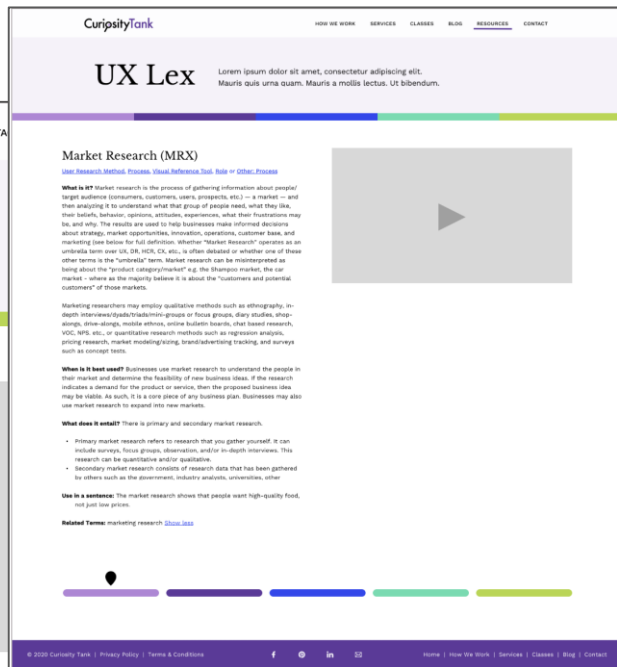 CuriosityTank
HOW WE WORK SERVICES CLASSES BLOG RESOURCES CONTACT
UX Lex
Lorem ipsum dolor sit amet, consectetur adipiscing elit.
Mauris quis urna quam. Mauris a mollis lectus. Ut bibendum.
Market Research (MRX)
User Research Method, Process, Visual Reference Tool, Role or Other: Process
What is it? Market research is the process of gathering information about people/
target audience (consumers, customers, users, prospects, etc.) — a market — and
then analyzing it to understand what that group of people need, what they like,
their beliefs, behavior, opinions, attitudes, experiences, what their frustrations may
be, and why. The results are used to help businesses make informed decisions
about strategy, market opportunities, innovation, operations, customer base, and
marketing (see below for full definition. Whether "Market Research" operates as an
umbrella term over UX, DR, HCR, CX, etc., is often debated or whether one of these
other terms is the "umbrella" term. Market research can be misinterpreted as
being about the "product category/market" e.g. the Shampoo market, the car
market - where as the majority believe it is about the "customers and potential
customers" of those markets.
Marketing researchers may employ qualitative methods such as ethnography, in-
depth interviews/dyads/triads/mini-groups or focus groups, diary studies, shop-
alongs, drive-alongs, mobile ethnos, online bulletin boards, chat based research,
VOC, NPS. etc., or quantitative research methods such as regression analysis,
pricing research, market modeling/sizing, brand/advertising tracking, and surveys
such as concept tests.
When is it best used? Businesses use market research to understand the people in
their market and determine the feasibility of new business ideas. If the research
indicates a demand for the product or service, then the proposed business idea
may be viable. As such, it is a core piece of any business plan. Businesses may also
use market research to expand into new markets.
What does it entail? There is primary and secondary market research.
• Primary market research refers to research that you gather yourself. It can
include surveys, focus groups, observation, and/or in-depth interviews. This
research can be quantitative and/or qualitative.
• Secondary market research consists of research data that has been gathered
by others such as the government, industry analysts, universities, other
Use in a sentence: The market research shows that people want high-quality food,
not just low prices.
Related Terms: marketing research Show less
© 2020 Curiosity Tank | Privacy Policy | Terms & Conditions
Home | How We Work | Services | Classes | Blog | Contact